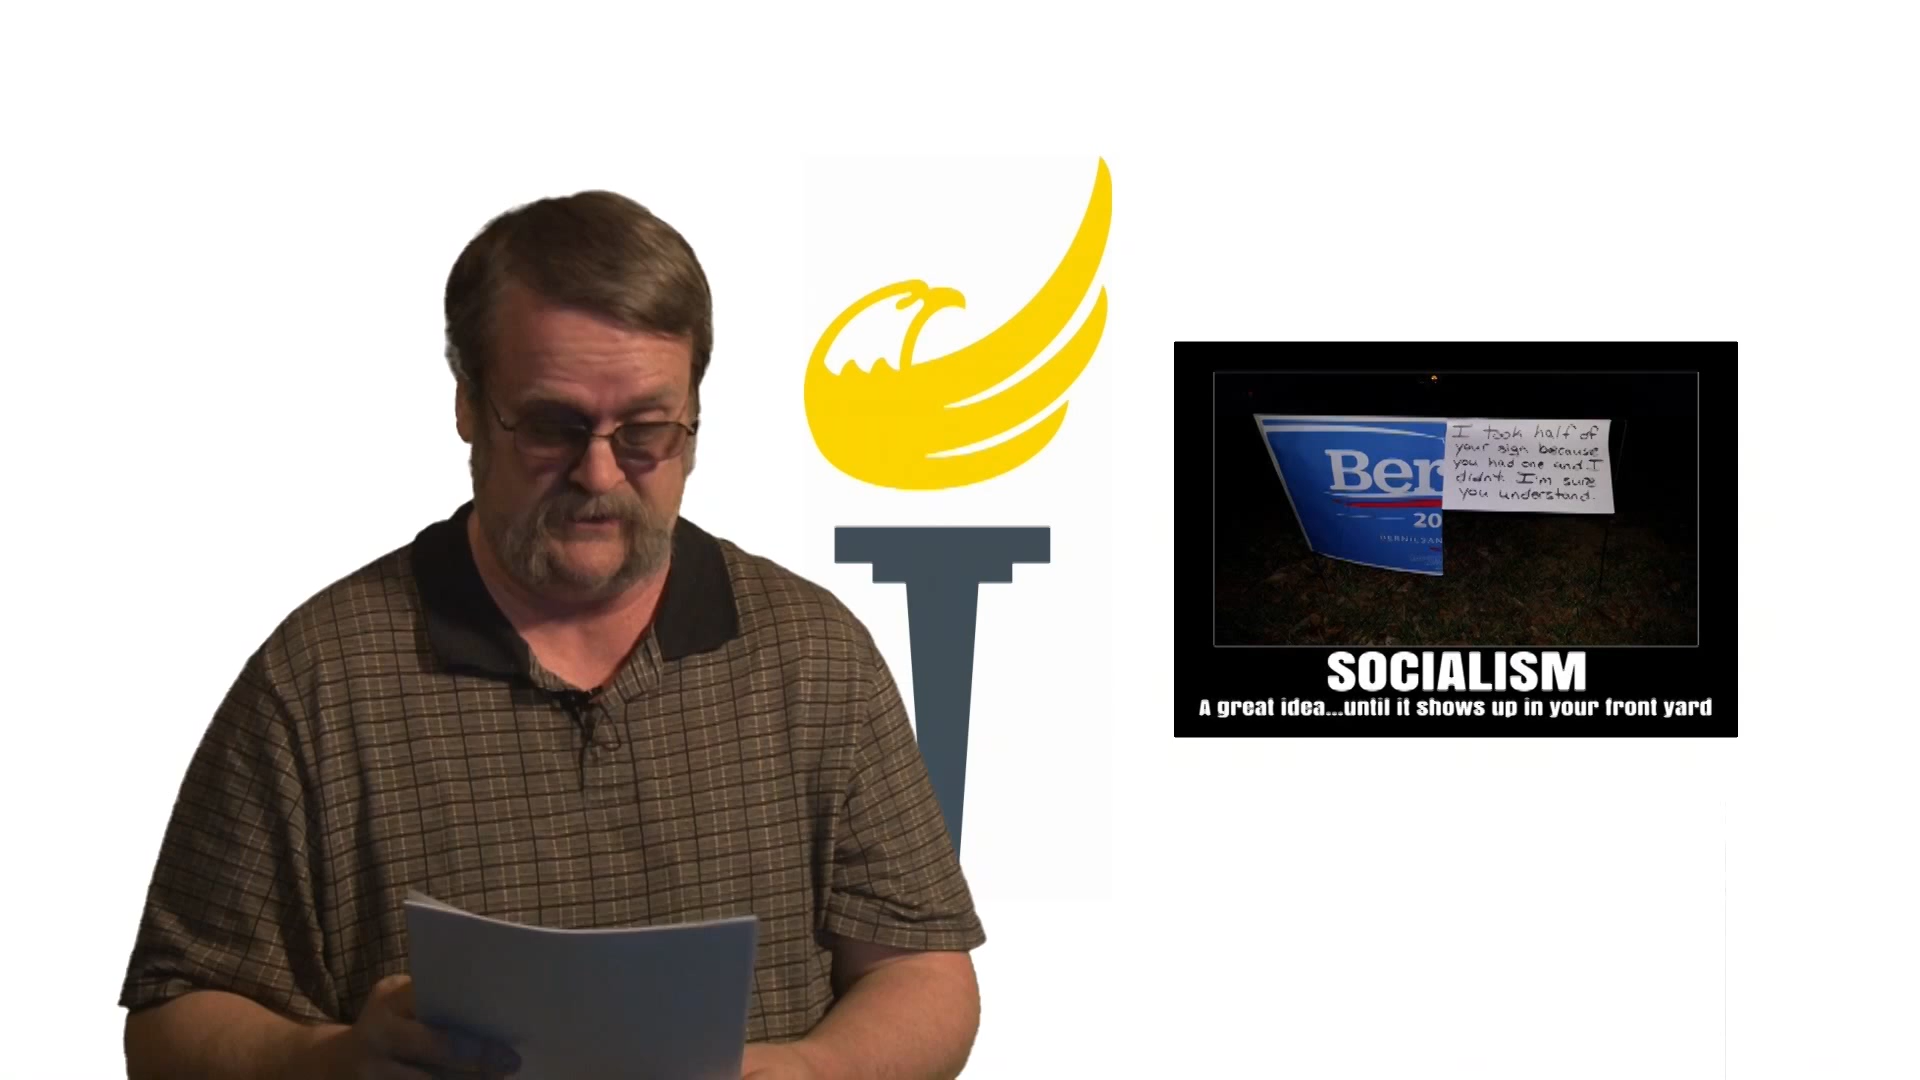 Ber
20
BERNIESAN
I took half of
your sign because
you had one and I
didn't. I'm sure
you understand.
SOCIALISM
A great idea...until it shows up in your front yard